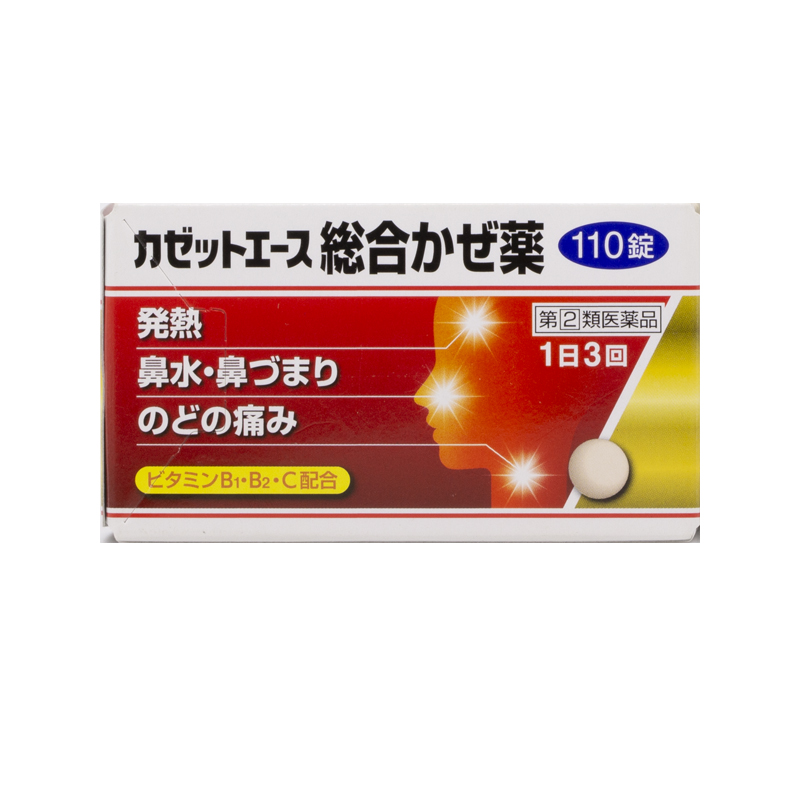 カゼットエース 総合かぜ薬 110錠
発熱
鼻水・鼻づまり
のどの痛み
ビタミンB1・B2・C配合
指②類医薬品
1日3回